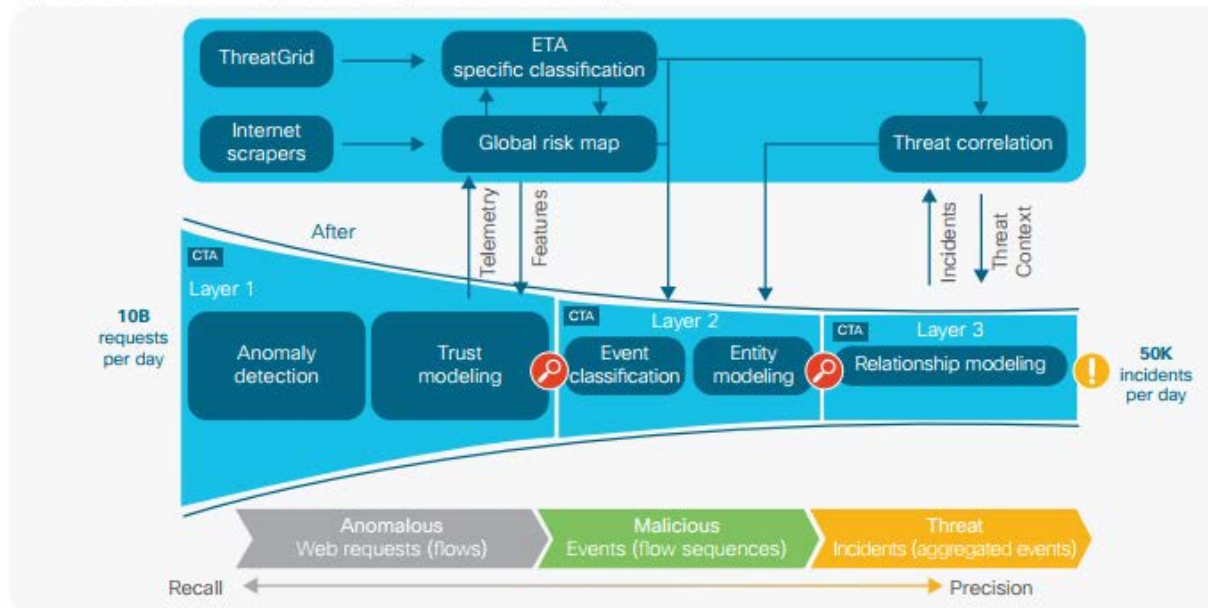 ThreatGrid
ETA
specific classification
Internet
scrapers
Global risk map
Threat correlation
After
Telemetry
Features
Incidents
Threat
Context
CTA
Layer 1
10B
requests
per day
Anomaly
detection
Trust
modeling
CTA
Layer 2
Event
classification
Entity
modeling
CTA
Layer 3
Relationship modeling
50K
incidents
per day
Anomalous
Web requests (flows)
Malicious
Events (flow sequences)
Threat
Incidents (aggregated events)
Recall
Precision